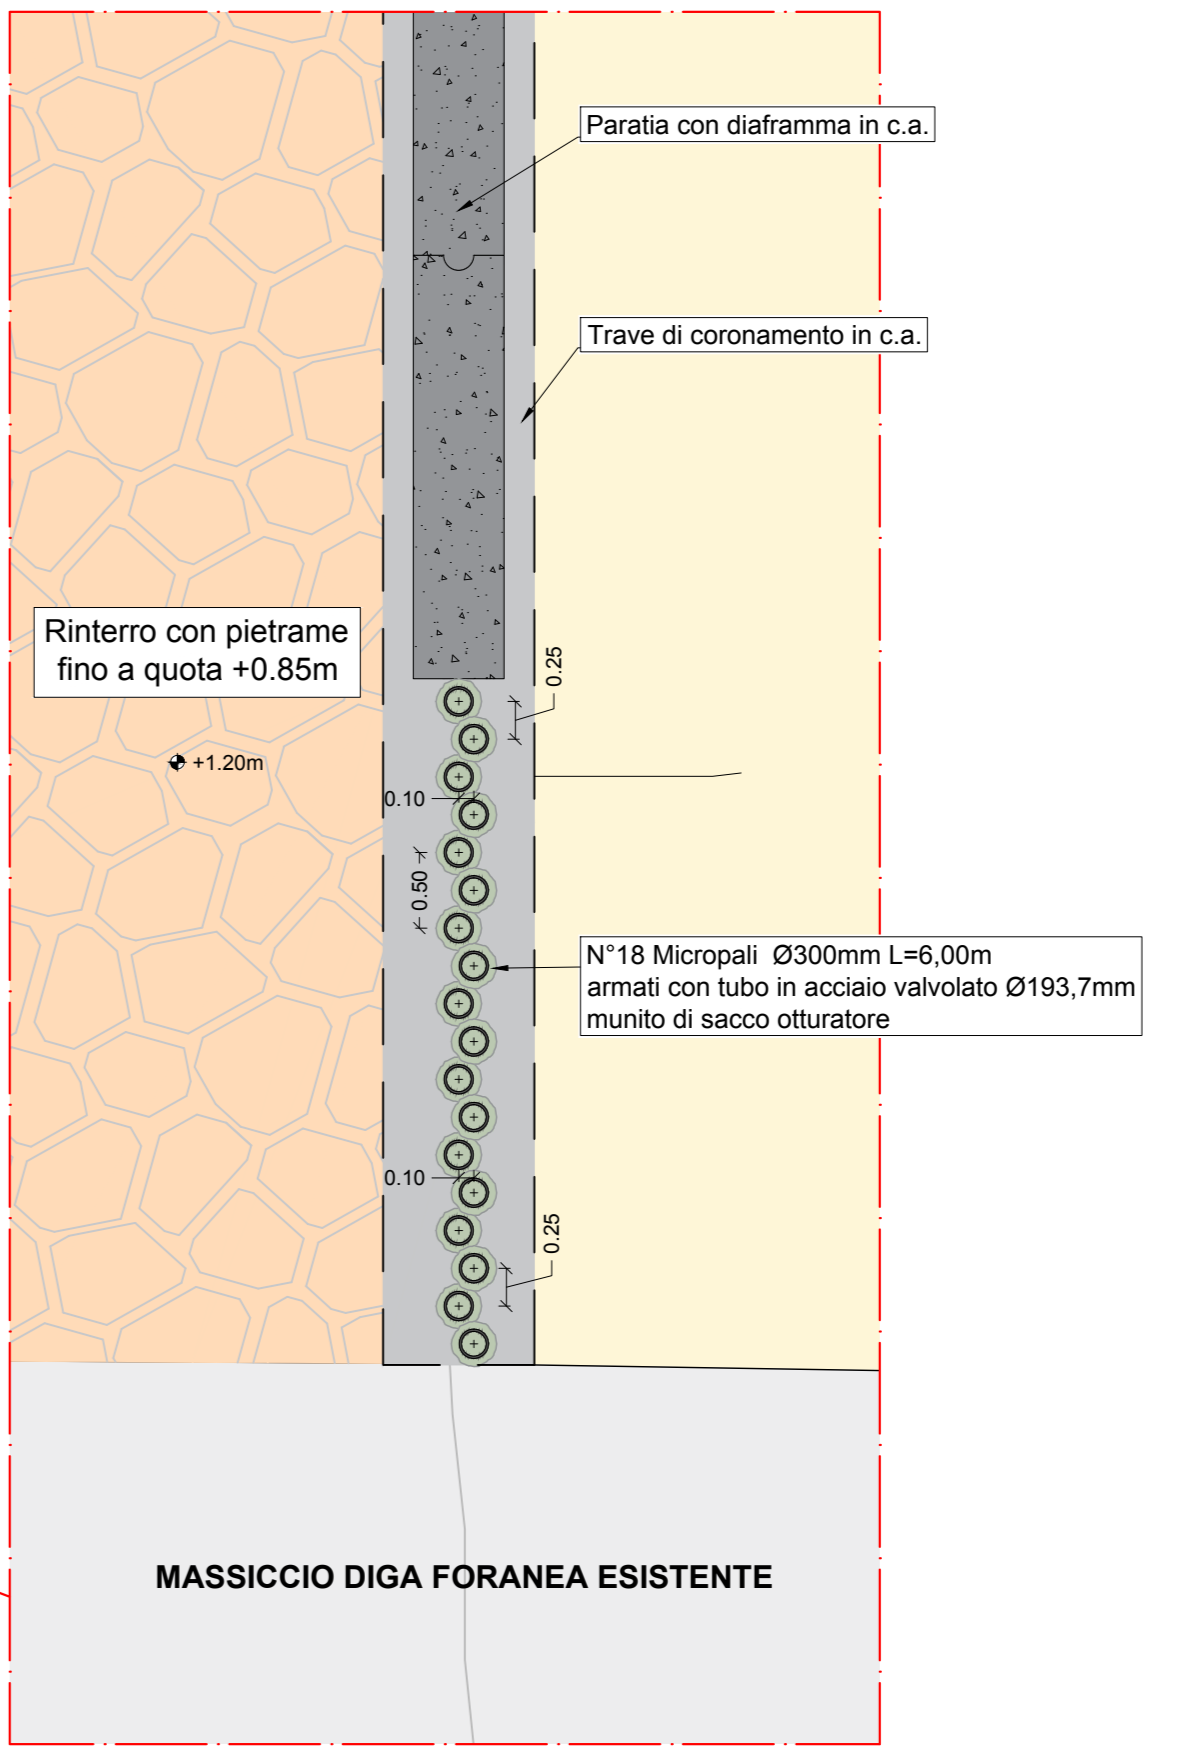 Paratia con diaframma in c.a.
Trave di coronamento in c.a.
Rinterro con pietrame
fino a quota +0.85m
0.25
+1.20m
0.10
0.50
N°18 Micropali Ø300mm L=6,00m
armati con tubo in acciaio valvolato Ø193,7mm
munito di sacco otturatore
0.10
0.25
MASSICCIO DIGA FORANEA ESISTENTE